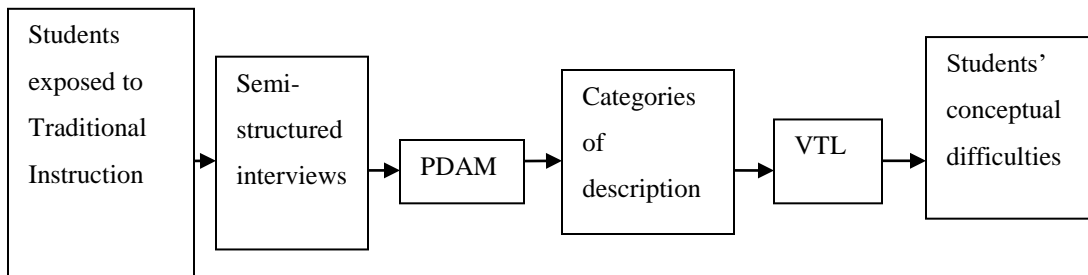 Students
exposed to
Traditional
Instruction
Semi-
structured
interviews
PDAM
Categories
of
description
VTL
Students’
conceptual
difficulties